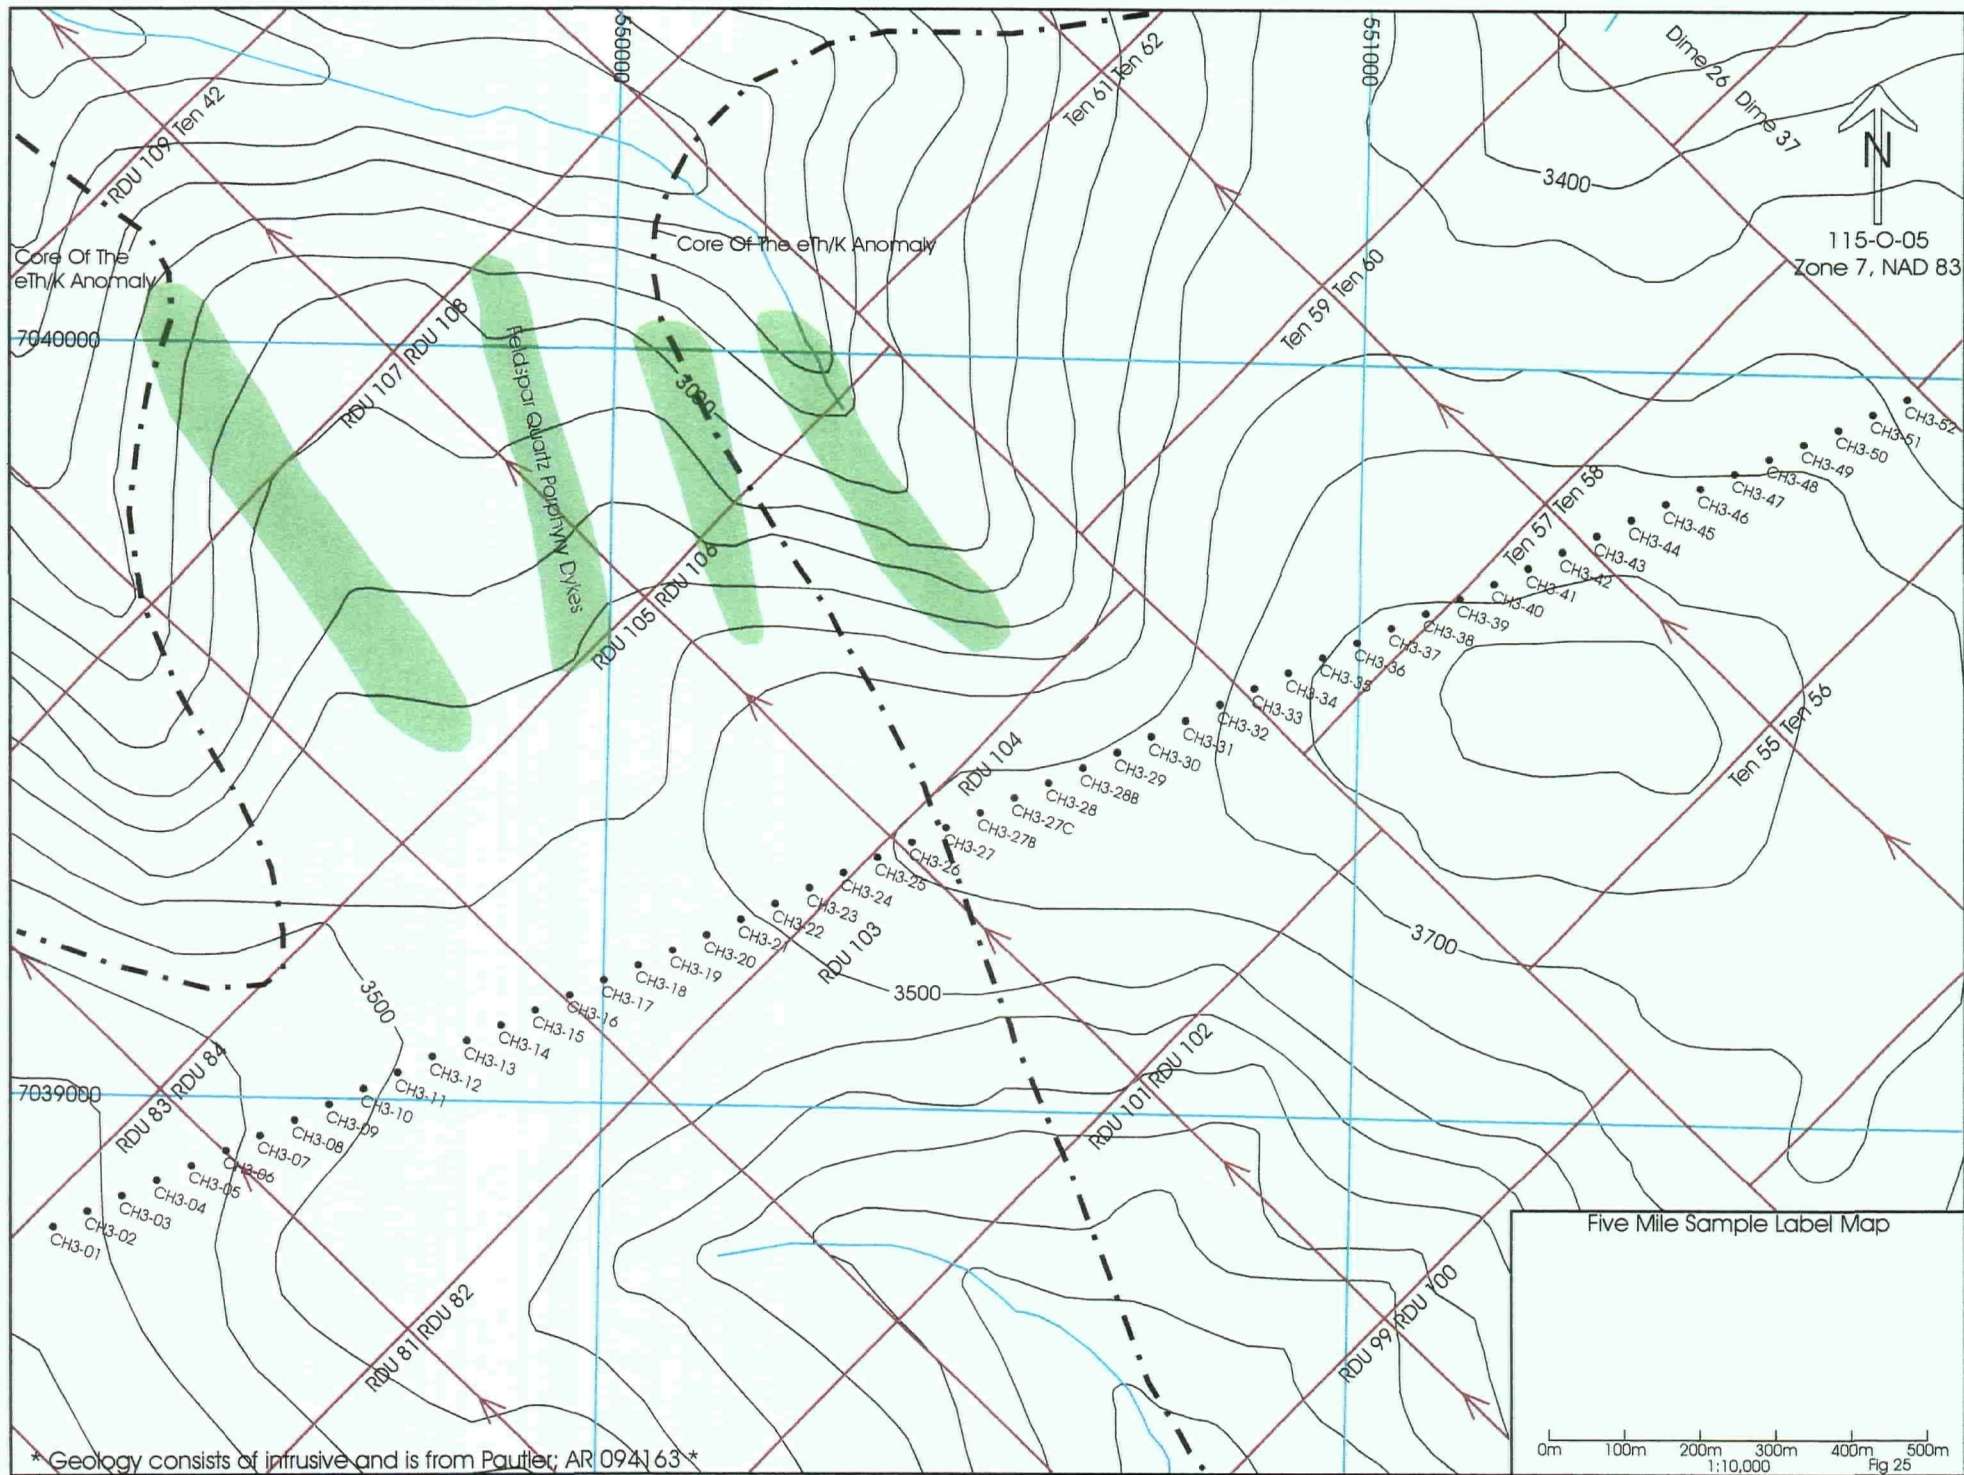 550000
551000
Dime 26 Dime 37
Ten 61 Ten 62
RDU 109 Ten 42
N
3400
115-O-05
Zone 7, NAD 83
Core Of The
eTh/K Anomaly
Core Of The eTh/K Anomaly
Ten 59 Ten 60
7040000
RDU 107 RDU 108
Feldspar Quartz Porphyry Dykes
3000
CH3-52
CH3-51
CH3-50
CH3-49
CH3-48
CH3-47
CH3-46
CH3-45
CH3-44
CH3-43
CH3-42
CH3-41
CH3-40
CH3-39
CH3-38
CH3-37
CH3-36
CH3-35
CH3-34
CH3-33
CH3-32
CH3-31
CH3-30
CH3-29
CH3-28B
CH3-28
CH3-27C
CH3-27B
CH3-27
CH3-26
CH3-25
CH3-24
CH3-23
CH3-22
CH3-21
CH3-20
CH3-19
CH3-18
CH3-17
CH3-16
CH3-15
CH3-14
CH3-13
CH3-12
CH3-11
CH3-10
CH3-09
CH3-08
CH3-07
CH3-06
CH3-05
CH3-04
CH3-03
CH3-02
CH3-01
Ten 57 Ten 58
RDU 105 RDU 106
Ten 55 Ten 56
RDU 103 RDU 104
3700
3500
3500
7039000
RDU 83 RDU 84
RDU 101 RDU 102
RDU 81 RDU 82
RDU 99 RDU 100
Five Mile Sample Label Map
0m 100m 200m 300m 400m 500m
1:10,000
Fig 25
* Geology consists of intrusive and is from Pautler; AR 094163 *